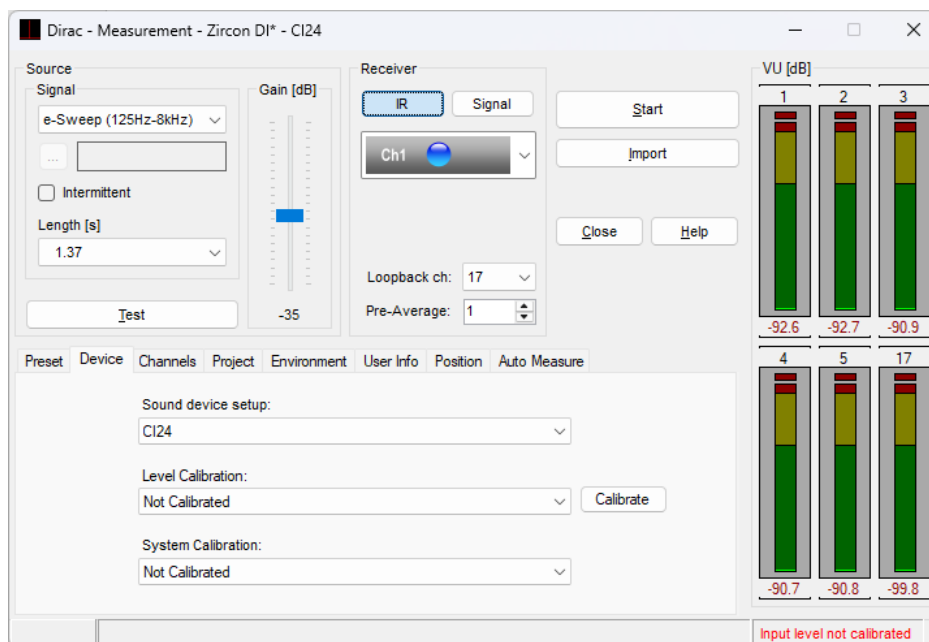 Dirac - Measurement - Zircon DI* - CI24
Source
Signal
e-Sweep (125Hz-8kHz)
...
Intermittent
Length [s]
1.37
Test
Gain [dB]
-35
Receiver
IR
Signal
Ch1
Loopback ch:
17
Pre-Average:
1
Start
Import
Close
Help
VU [dB]
1 2 3
-92.6 -92.7 -90.9
4 5 17
-90.7 -90.8 -99.8
Preset Device Channels Project Environment User Info Position Auto Measure
Sound device setup:
CI24
Level Calibration:
Not Calibrated
Calibrate
System Calibration:
Not Calibrated
Input level not calibrated